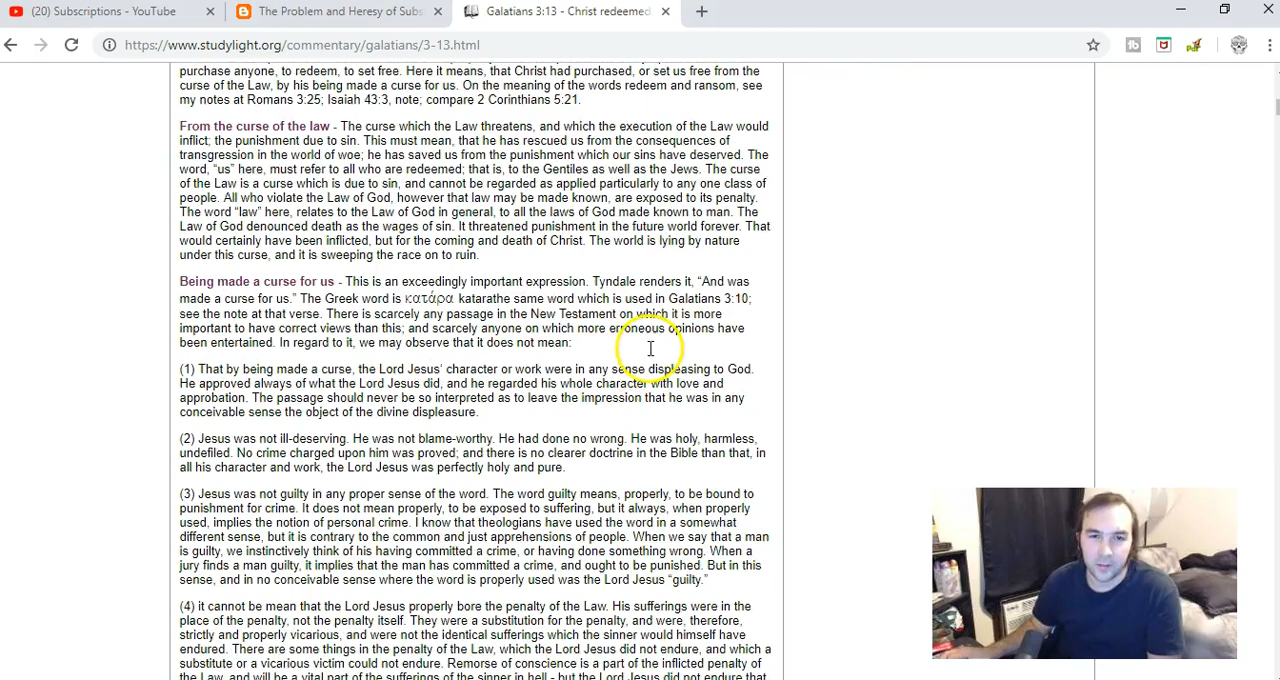 (20) Subscriptions - YouTube
The Problem and Heresy of Subs
Galatians 3:13 - Christ redeemed
https://www.studylight.org/commentary/galatians/3-13.html
purchase anyone, to redeem, to set free. Here it means, that Christ had purchased, or set us free from the
curse of the Law, by his being made a curse for us. On the meaning of the words redeem and ransom, see
my notes at Romans 3:25; Isaiah 43:3, note; compare 2 Corinthians 5:21.
From the curse of the law - The curse which the Law threatens, and which the execution of the Law would
inflict; the punishment due to sin. This must mean, that he has rescued us from the consequences of
transgression in the world of woe; he has saved us from the punishment which our sins have deserved. The
word, “us” here, must refer to all who are redeemed; that is, to the Gentiles as well as the Jews. The curse
of the Law is a curse which is due to sin, and cannot be regarded as applied particularly to any one class of
people. All who violate the Law of God, however that law may be made known, are exposed to its penalty.
The word “law” here, relates to the Law of God in general, to all the laws of God made known to man. The
Law of God denounced death as the wages of sin. It threatened punishment in the future world forever. That
would certainly have been inflicted, but for the coming and death of Christ. The world is lying by nature
under this curse, and it is sweeping the race on to ruin.
Being made a curse for us - This is an exceedingly important expression. Tyndale renders it, “And was
made a curse for us.” The Greek word is κατάρα katarathe same word which is used in Galatians 3:10;
see the note at that verse. There is scarcely any passage in the New Testament on which it is more
important to have correct views than this; and scarcely anyone on which more erroneous opinions have
been entertained. In regard to it, we may observe that it does not mean:
(1) That by being made a curse, the Lord Jesus’ character or work were in any sense displeasing to God.
He approved always of what the Lord Jesus did, and he regarded his whole character with love and
approbation. The passage should never be so interpreted as to leave the impression that he was in any
conceivable sense the object of the divine displeasure.
(2) Jesus was not ill-deserving. He was not blame-worthy. He had done no wrong. He was holy, harmless,
undefiled. No crime charged upon him was proved; and there is no clearer doctrine in the Bible than that, in
all his character and work, the Lord Jesus was perfectly holy and pure.
(3) Jesus was not guilty in any proper sense of the word. The word guilty means, properly, to be bound to
punishment for crime. It does not mean properly, to be exposed to suffering, but it always, when properly
used, implies the notion of personal crime. I know that theologians have used the word in a somewhat
different sense, but it is contrary to the common and just apprehensions of people. When we say that a man
is guilty, we instinctively think of his having committed a crime, or having done something wrong. When a
jury finds a man guilty, it implies that the man has committed a crime, and ought to be punished. But in this
sense, and in no conceivable sense where the word is properly used was the Lord Jesus “guilty.”
(4) it cannot be mean that the Lord Jesus properly bore the penalty of the Law. His sufferings were in the
place of the penalty, not the penalty itself. They were a substitution for the penalty, and were, therefore,
strictly and properly vicarious, and were not the identical sufferings which the sinner would himself have
endured. There are some things in the penalty of the Law, which the Lord Jesus did not endure, and which a
substitute or a vicarious victim could not endure. Remorse of conscience is a part of the inflicted penalty of
the Law, and will be a vital part of the sufferings of the sinner in hell - but the Lord Jesus did not endure that